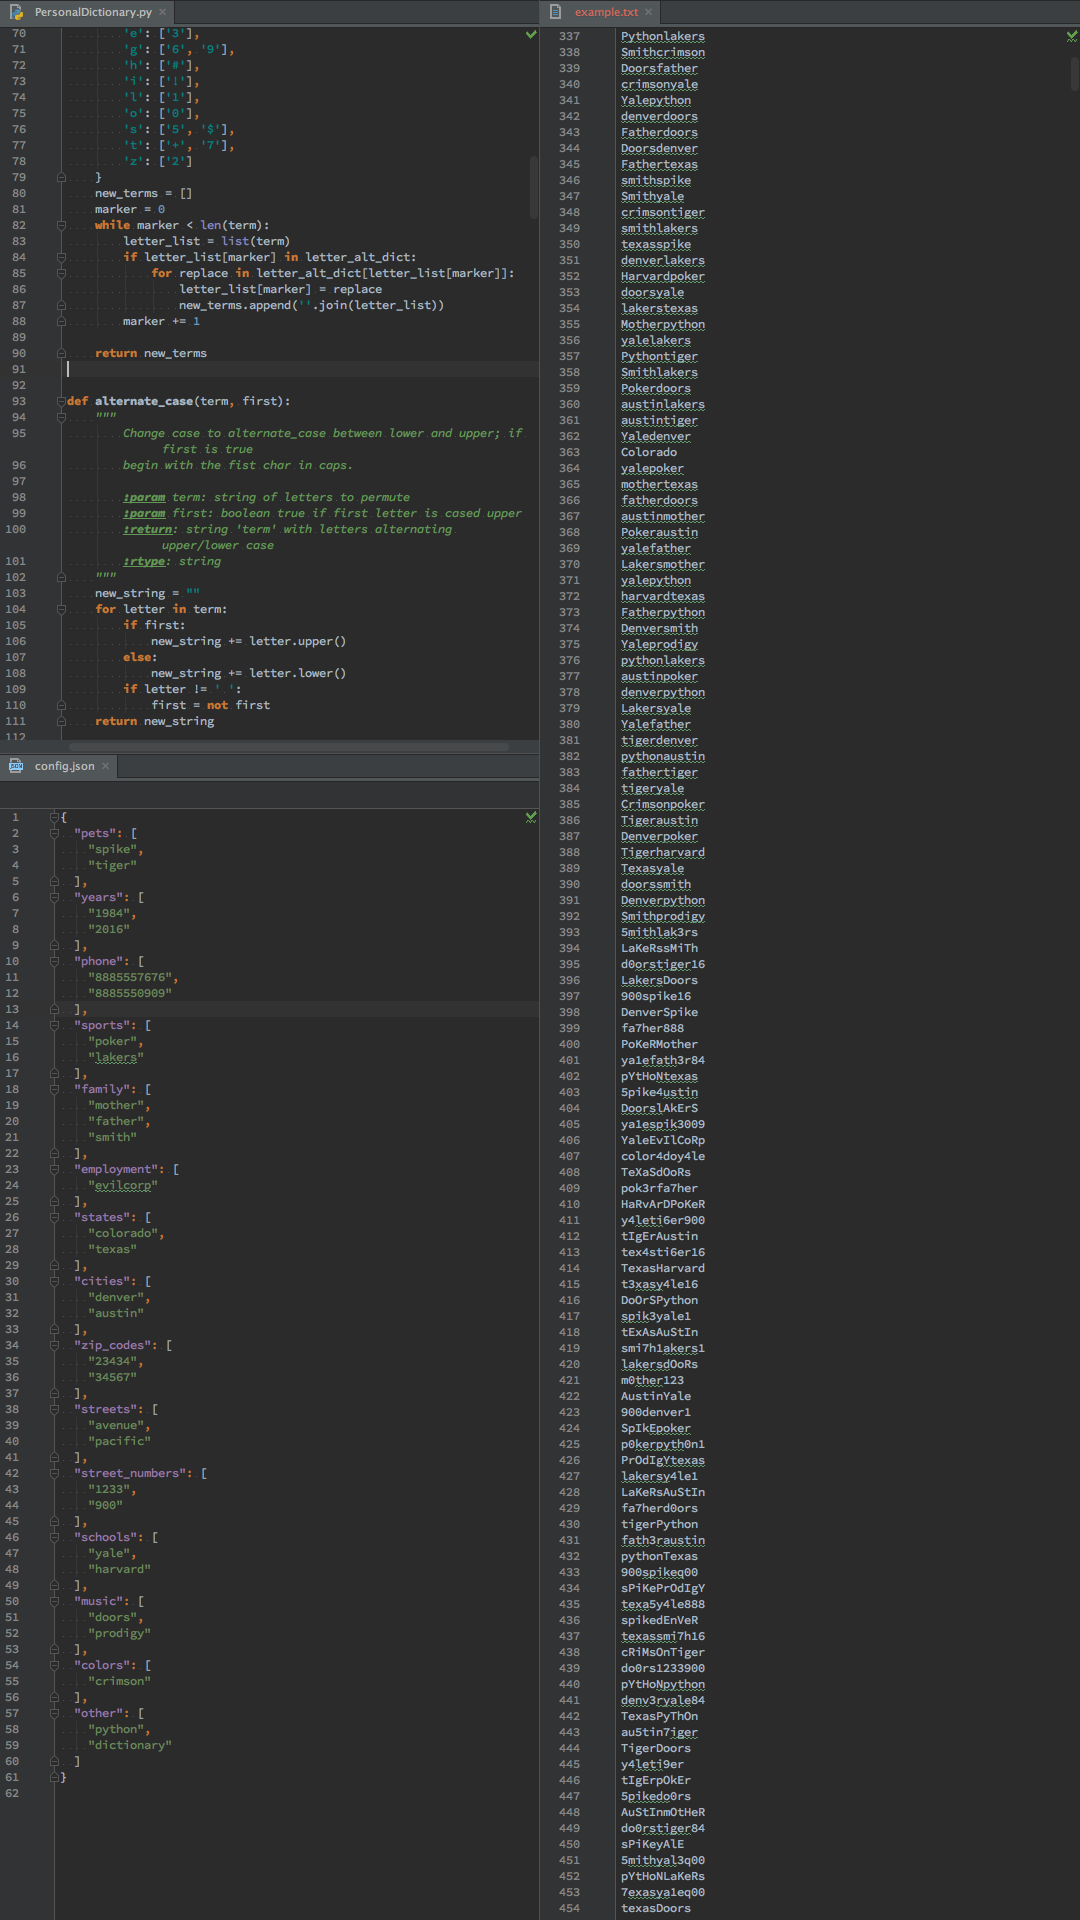 PersonalDictionary.py
70 'e': ['3'],
71 'g': ['6', '9'],
72 'h': ['#'],
73 'i': ['!'],
74 'l': ['1'],
75 'o': ['0'],
76 's': ['5', '$'],
77 't': ['+', '7'],
78 'z': ['2']
79 }
80 new_terms = []
81 marker = 0
82 while marker < len(term):
83 letter_list = list(term)
84 if letter_list[marker] in letter_alt_dict:
85 for replace in letter_alt_dict[letter_list[marker]]:
86 letter_list[marker] = replace
87 new_terms.append(''.join(letter_list))
88 marker += 1
89
90 return new_terms
91
92
93 def alternate_case(term, first):
94 """
95 Change case to alternate_case between lower and upper; if
first is true
96 begin with the fist char in caps.
97
98 :param term: string of letters to permute
99 :param first: boolean true if first letter is cased upper
100 :return: string 'term' with letters alternating
upper/lower case
101 :rtype: string
102 """
103 new_string = ""
104 for letter in term:
105 if first:
106 new_string += letter.upper()
107 else:
108 new_string += letter.lower()
109 if letter != ' ':
110 first = not first
111 return new_string
112
config.json
1 {
2 "pets": [
3 "spike",
4 "tiger"
5 ],
6 "years": [
7 "1984",
8 "2016"
9 ],
10 "phone": [
11 "8885557676",
12 "8885550909"
13 ],
14 "sports": [
15 "poker",
16 "lakers"
17 ],
18 "family": [
19 "mother",
20 "father",
21 "smith"
22 ],
23 "employment": [
24 "evilcorp"
25 ],
26 "states": [
27 "colorado",
28 "texas"
29 ],
30 "cities": [
31 "denver",
32 "austin"
33 ],
34 "zip_codes": [
35 "23434",
36 "34567"
37 ],
38 "streets": [
39 "avenue",
40 "pacific"
41 ],
42 "street_numbers": [
43 "1233",
44 "900"
45 ],
46 "schools": [
47 "yale",
48 "harvard"
49 ],
50 "music": [
51 "doors",
52 "prodigy"
53 ],
54 "colors": [
55 "crimson"
56 ],
57 "other": [
58 "python",
59 "dictionary"
60 ]
61 }
62
example.txt
337 Pythonlakers
338 Smithcrimson
339 Doorsfather
340 crimsonyale
341 Yalepython
342 denverdoors
343 Fatherdoors
344 Doorsdenver
345 Fathertexas
346 smithspike
347 Smithyale
348 crimsontiger
349 smithlakers
350 texasspike
351 denverlakers
352 Harvardpoker
353 doorsyale
354 lakerstexas
355 Motherpython
356 yalelakers
357 Pythontiger
358 Smithlakers
359 Pokerdoors
360 austinlakers
361 austintiger
362 Yaledenver
363 Colorado
364 yalepoker
365 mothertexas
366 fatherdoors
367 austinmother
368 Pokeraustin
369 yalefather
370 Lakersmother
371 yalepython
372 harvardtexas
373 Fatherpython
374 Denversmith
375 Yaleprodigy
376 pythonlakers
377 austinpoker
378 denverpython
379 Lakersyale
380 Yalefather
381 tigerdenver
382 pythonaustin
383 fathertiger
384 tigeryale
385 Crimsonpoker
386 Tigeraustin
387 Denverpoker
388 Tigerharvard
389 Texasyale
390 doorssmith
391 Denverpython
392 Smithprodigy
393 5mithlak3rs
394 LaKeRssMiTh
395 d0orstiger16
396 LakersDoors
397 900spike16
398 DenverSpike
399 fa7her888
400 PoKeRMother
401 ya1efath3r84
402 pYtHoNtexas
403 5pike4ustin
404 DoorslAkErS
405 ya1espik3009
406 YaleEvIlCoRp
407 color4doy4le
408 TeXaSdOoRs
409 pok3rfa7her
410 HaRvArDPoKeR
411 y4leti6er900
412 tIgErAustin
413 tex4sti6er16
414 TexasHarvard
415 t3xasy4le16
416 DoOrSPython
417 spik3yale1
418 tExAsAuStIn
419 smi7h1akers1
420 lakersdOoRs
421 m0ther123
422 AustinYale
423 900denver1
424 SpIkEpoker
425 p0kerpyth0n1
426 PrOdIgYtexas
427 lakersy4le1
428 LaKeRsAuStIn
429 fa7herd0ors
430 tigerPython
431 fath3raustin
432 pythonTexas
433 900spikeq00
434 sPiKePrOdIgY
435 texa5y4le888
436 spikedEnVeR
437 texassmi7h16
438 cRiMsOnTiger
439 do0rs1233900
440 pYtHoNpython
441 denv3ryale84
442 TexasPyThOn
443 au5tin7iger
444 TigerDoors
445 y4leti9er
446 tIgErpOkEr
447 5pikedo0rs
448 AuStInmOtHeR
449 do0rstiger84
450 sPiKeyAlE
451 5mithyal3q00
452 pYtHoNLaKeRs
453 7exasya1eq00
454 texasDoors